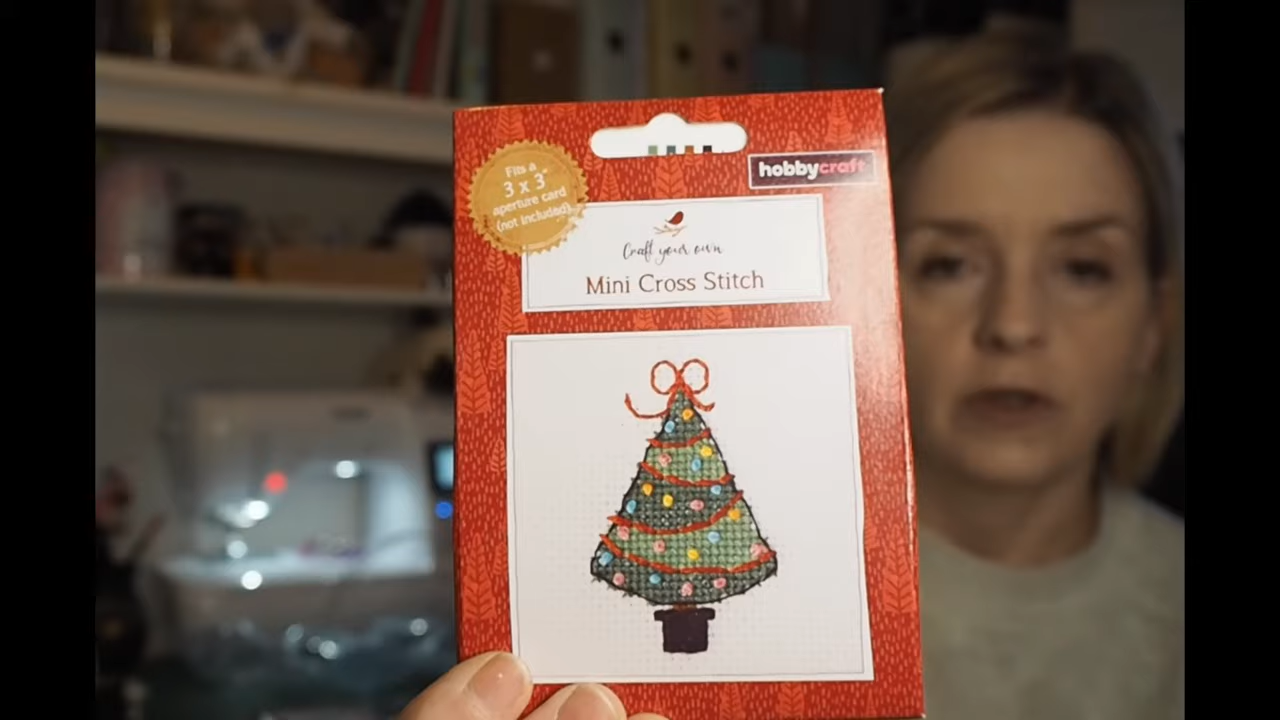 Fits a
3 x 3"
aperture card
(not included)
hobbycraft
Craft your own
Mini Cross Stitch